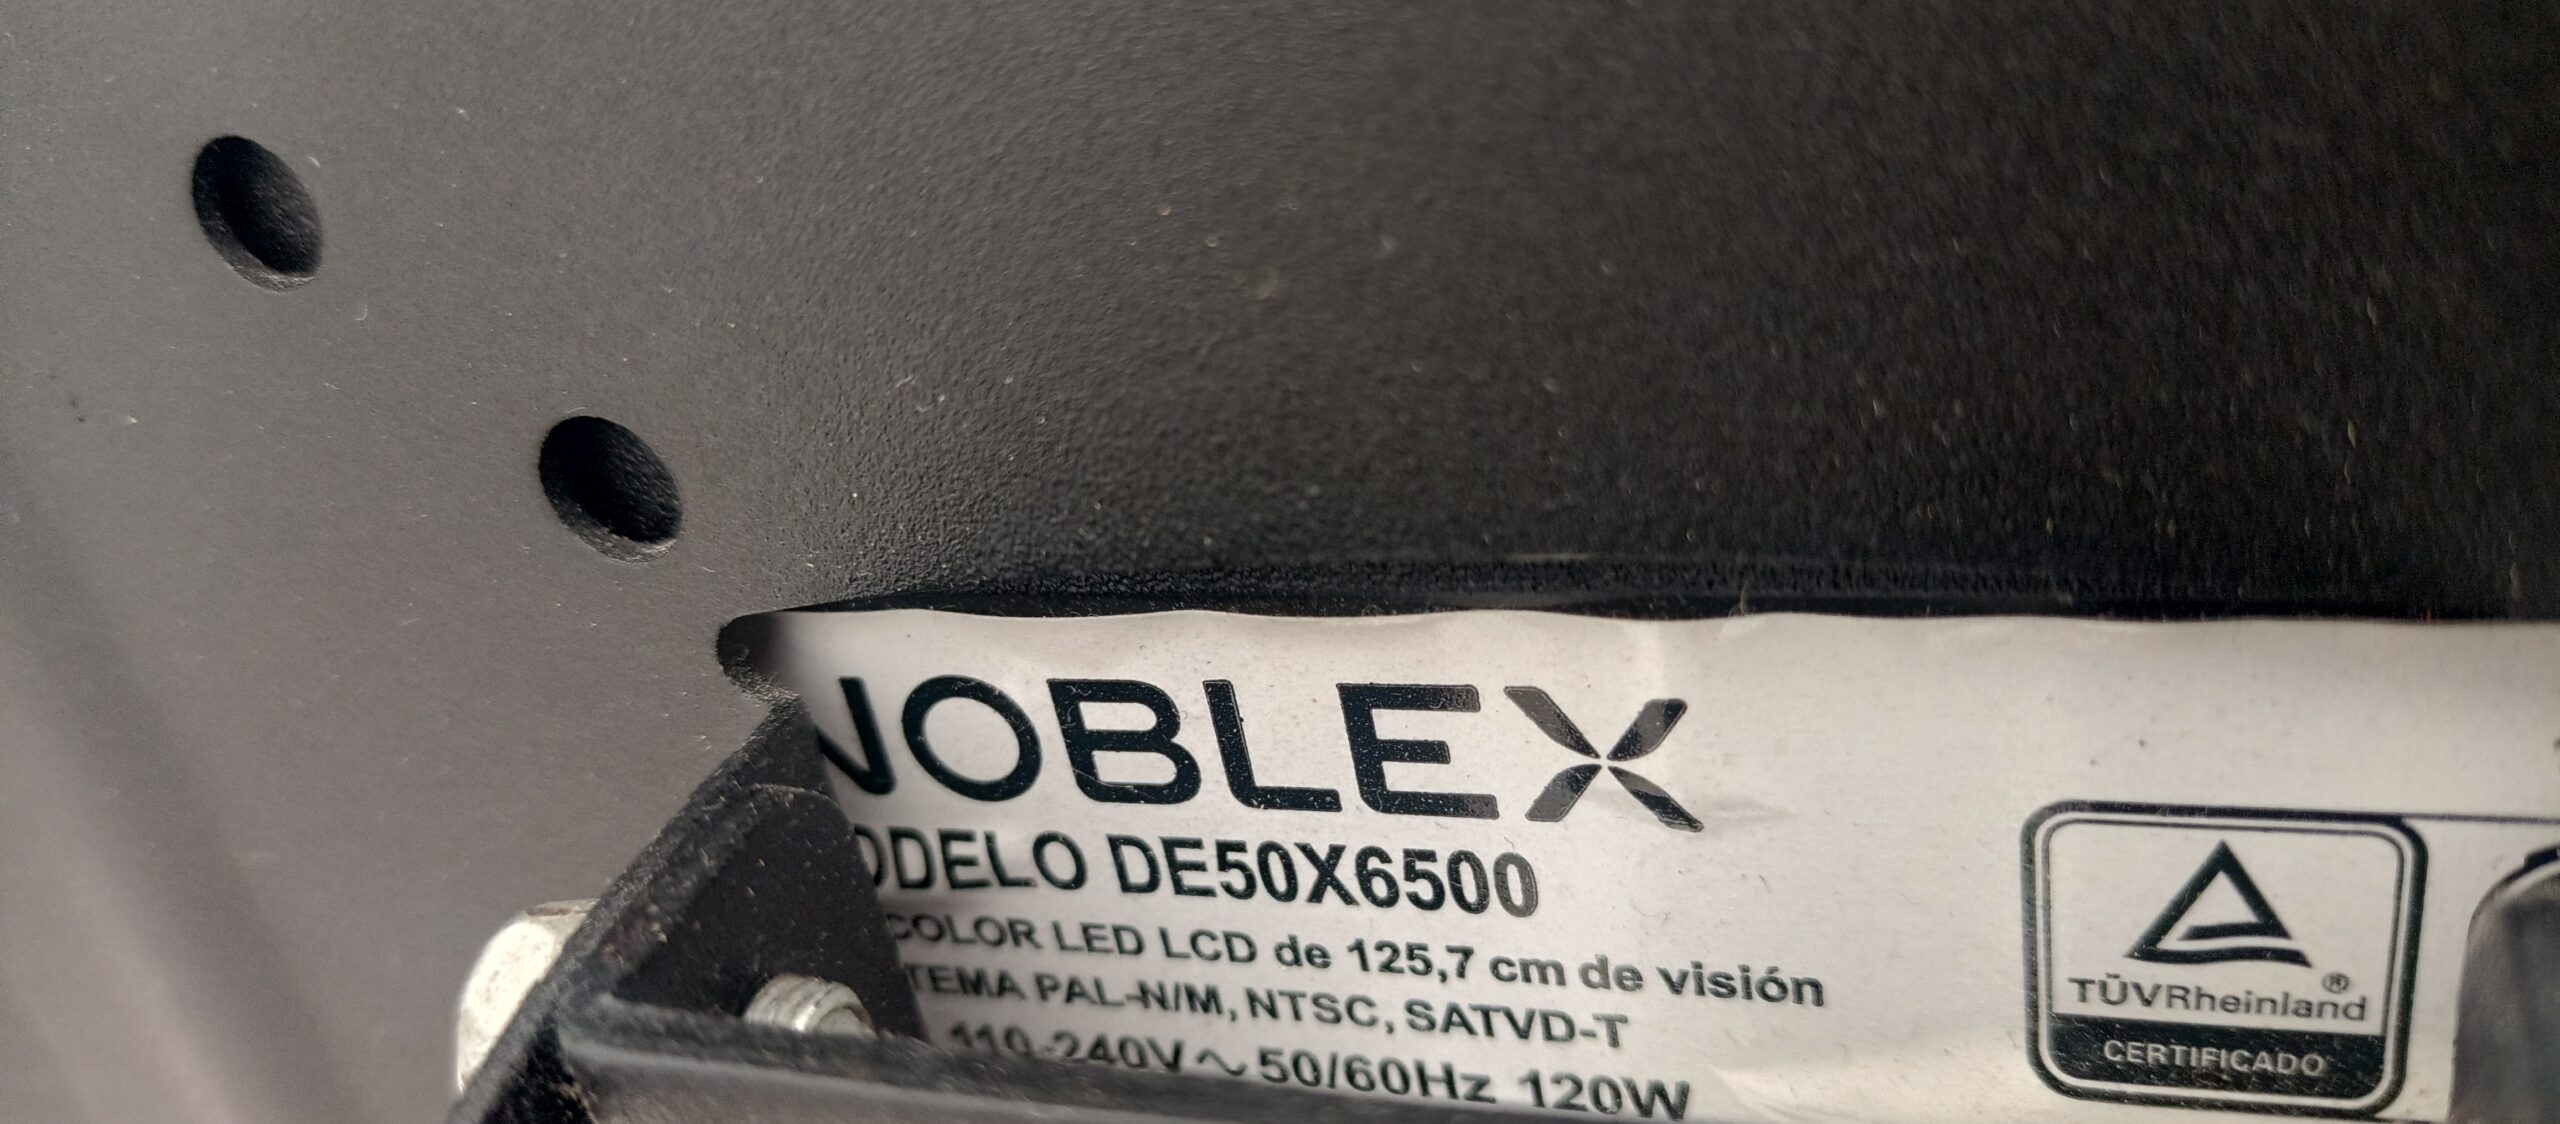 NOBLEX
MODELO DE50X6500
COLOR LED LCD de 125,7 cm de visión
TEMA PAL-N/M, NTSC, SATVD-T
110-240V~ 50/60Hz 120W
TÜVRheinland®
CERTIFICADO